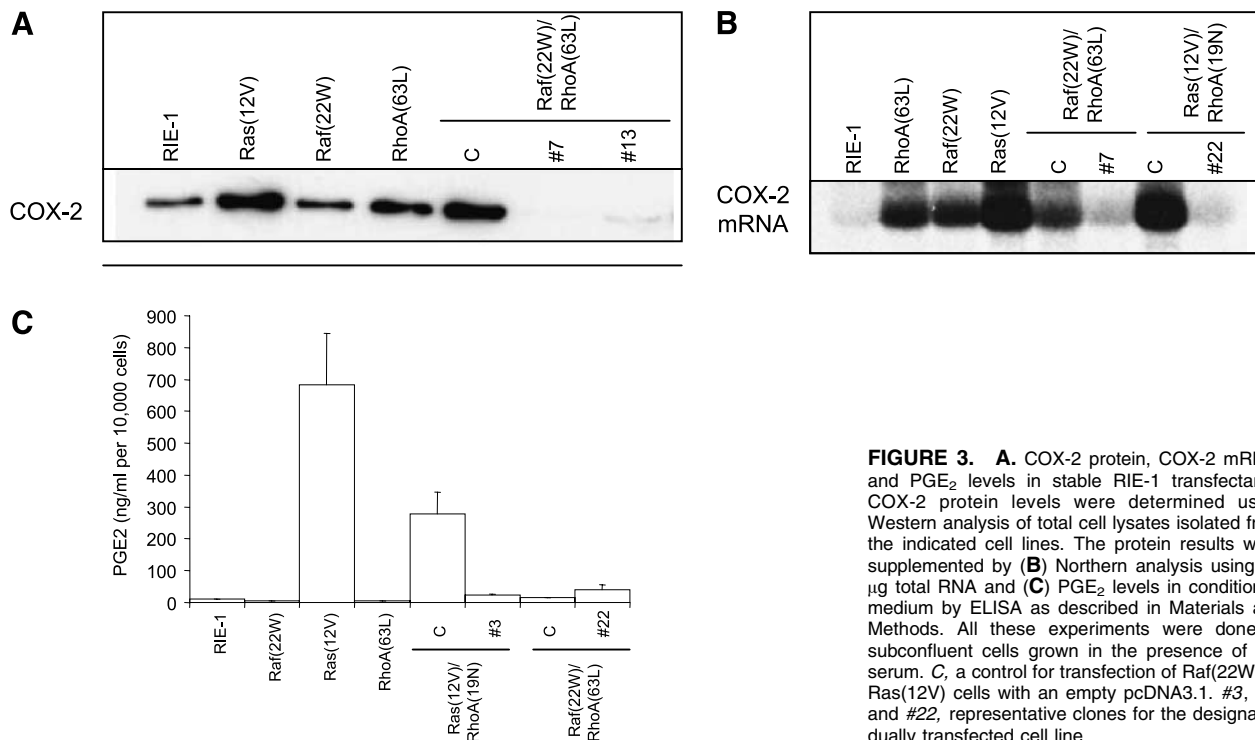 A
RIE-1
Ras(12V)
Raf(22W)
RhoA(63L)
Raf(22W)/
RhoA(63L)
C
#7
#13
COX-2
B
RIE-1
RhoA(63L)
Raf(22W)
Ras(12V)
Raf(22W)/
RhoA(63L)
C
#7
Ras(12V)/
RhoA(19N)
C
#22
COX-2
mRNA
C
PGE2 (ng/ml per 10,000 cells)
900
800
700
600
500
400
300
200
100
0
RIE-1
Raf(22W)
Ras(12V)
RhoA(63L)
C
#3
C
#22
Ras(12V)/
RhoA(19N)
Raf(22W)/
RhoA(63L)
FIGURE 3. A. COX-2 protein, COX-2
and PGE2 levels in stable RIE-1
COX-2 protein levels were determined
Western analysis of total cell lysates isolated
the indicated cell lines. The protein results
supplemented by (B) Northern analysis using
μg total RNA and (C) PGE2 levels in
medium by ELISA as described in Materials
Methods. All these experiments were done
subconfluent cells grown in the presence of
serum. C, a control for transfection of Raf(22W)
Ras(12V) cells with an empty pcDNA3.1. #3,
and #22, representative clones for the
dually transfected cell line.